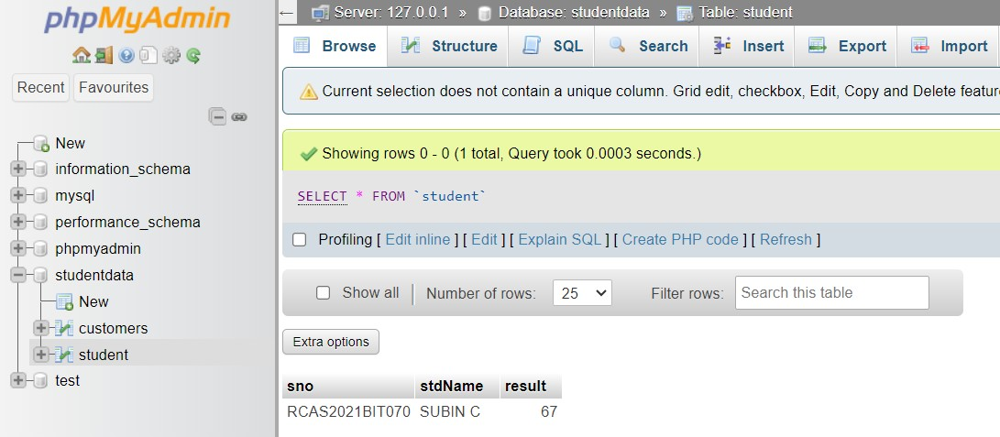 phpMyAdmin
Recent Favourites
New
information_schema
mysql
performance_schema
phpmyadmin
studentdata
New
customers
student
test
Server: 127.0.0.1 » Database: studentdata » Table: student
Browse Structure SQL Search Insert Export Import
Current selection does not contain a unique column. Grid edit, checkbox, Edit, Copy and Delete featur
Showing rows 0 - 0 (1 total, Query took 0.0003 seconds.)
SELECT * FROM `student`
Profiling [ Edit inline ] [ Edit ] [ Explain SQL ] [ Create PHP code ] [ Refresh ]
Show all Number of rows: 25 Filter rows: Search this table
Extra options
sno stdName result
RCAS2021BIT070 SUBIN C 67